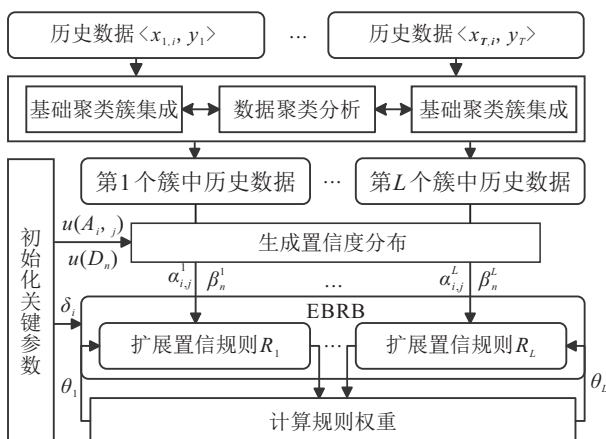 历史数据<x₁,ᵢ, y₁> … 历史数据<x_T,ᵢ, y_T>
基础聚类簇集成 数据聚类分析 基础聚类簇集成
第1个簇中历史数据 … 第L个簇中历史数据
初始化关键参数
u(Aᵢ, ⱼ)
u(Dₙ)
生成置信度分布
α¹ᵢ,ⱼ β¹ₙ … αᴸᵢ,ⱼ βᴸₙ
δᵢ
EBRB
扩展置信规则R₁ … 扩展置信规则R_L
θ₁ θ_L
计算规则权重